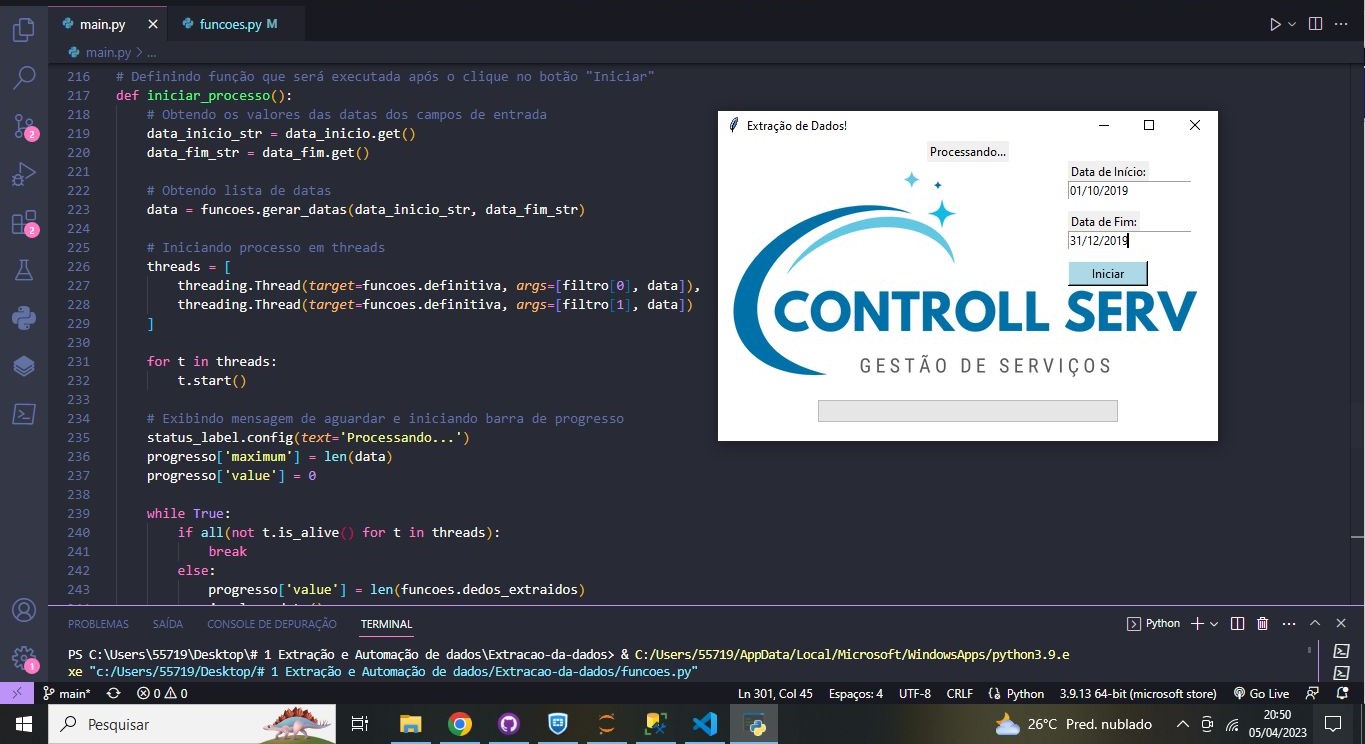 main.py
funcoes.py M
main.py > ...
216 # Definindo função que será executada após o clique no botão "Iniciar"
217 def iniciar_processo():
218 # Obtendo os valores das datas dos campos de entrada
219 data_inicio_str = data_inicio.get()
220 data_fim_str = data_fim.get()
221
222 # Obtendo lista de datas
223 data = funcoes.gerar_datas(data_inicio_str, data_fim_str)
224
225 # Iniciando processo em threads
226 threads = [
227 threading.Thread(target=funcoes.definitiva, args=[filtro[0], data]),
228 threading.Thread(target=funcoes.definitiva, args=[filtro[1], data])
229 ]
230
231 for t in threads:
232 t.start()
233
234 # Exibindo mensagem de aguardar e iniciando barra de progresso
235 status_label.config(text='Processando...')
236 progresso['maximum'] = len(data)
237 progresso['value'] = 0
238
239 while True:
240 if all(not t.is_alive() for t in threads):
241 break
242 else:
243 progresso['value'] = len(funcoes.dedos_extraidos)
Extração de Dados!
Processando...
Data de Início:
01/10/2019
Data de Fim:
31/12/2019
Iniciar
CONTROLL SERV
GESTÃO DE SERVIÇOS
2
2
1
PROBLEMAS SAÍDA CONSOLE DE DEPURAÇÃO TERMINAL
Python
PS C:\Users\55719\Desktop\# 1 Extração e Automação de dados\Extracao-da-dados> & C:/Users/55719/AppData/Local/Microsoft/WindowsApps/python3.9.e
xe "c:/Users/55719/Desktop/# 1 Extração e Automação de dados/Extracao-da-dados/funcoes.py"
main* 0 0 Ln 301, Col 45 Espaços: 4 UTF-8 CRLF Python 3.9.13 64-bit (microsoft store) Go Live
Pesquisar
26°C Pred. nublado
20:50
05/04/2023